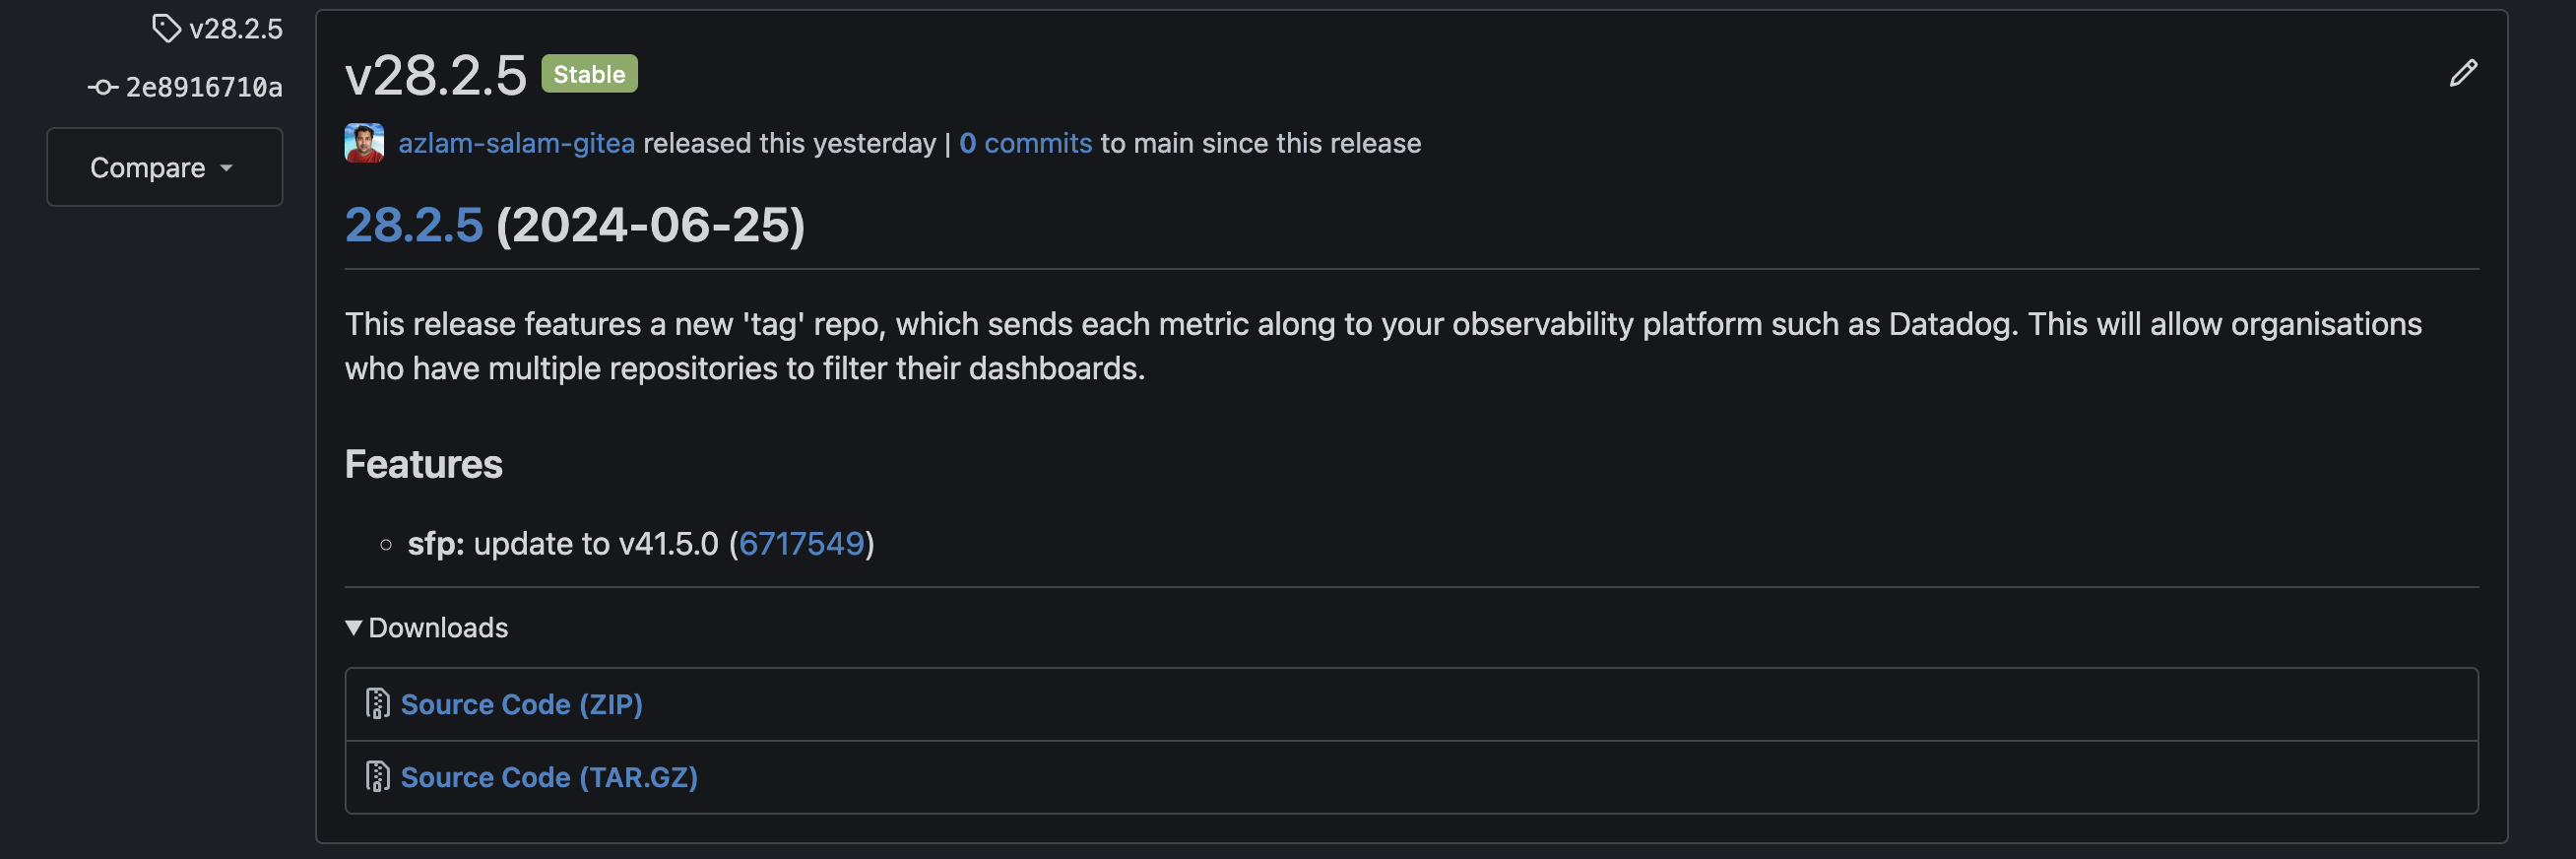 v28.2.5
2e8916710a
Compare
v28.2.5 Stable
azlam-salam-gitea released this yesterday | 0 commits to main since this release
28.2.5 (2024-06-25)
This release features a new 'tag' repo, which sends each metric along to your observability platform such as Datadog. This will allow organisations
who have multiple repositories to filter their dashboards.
Features
sfp: update to v41.5.0 (6717549)
Downloads
Source Code (ZIP)
Source Code (TAR.GZ)